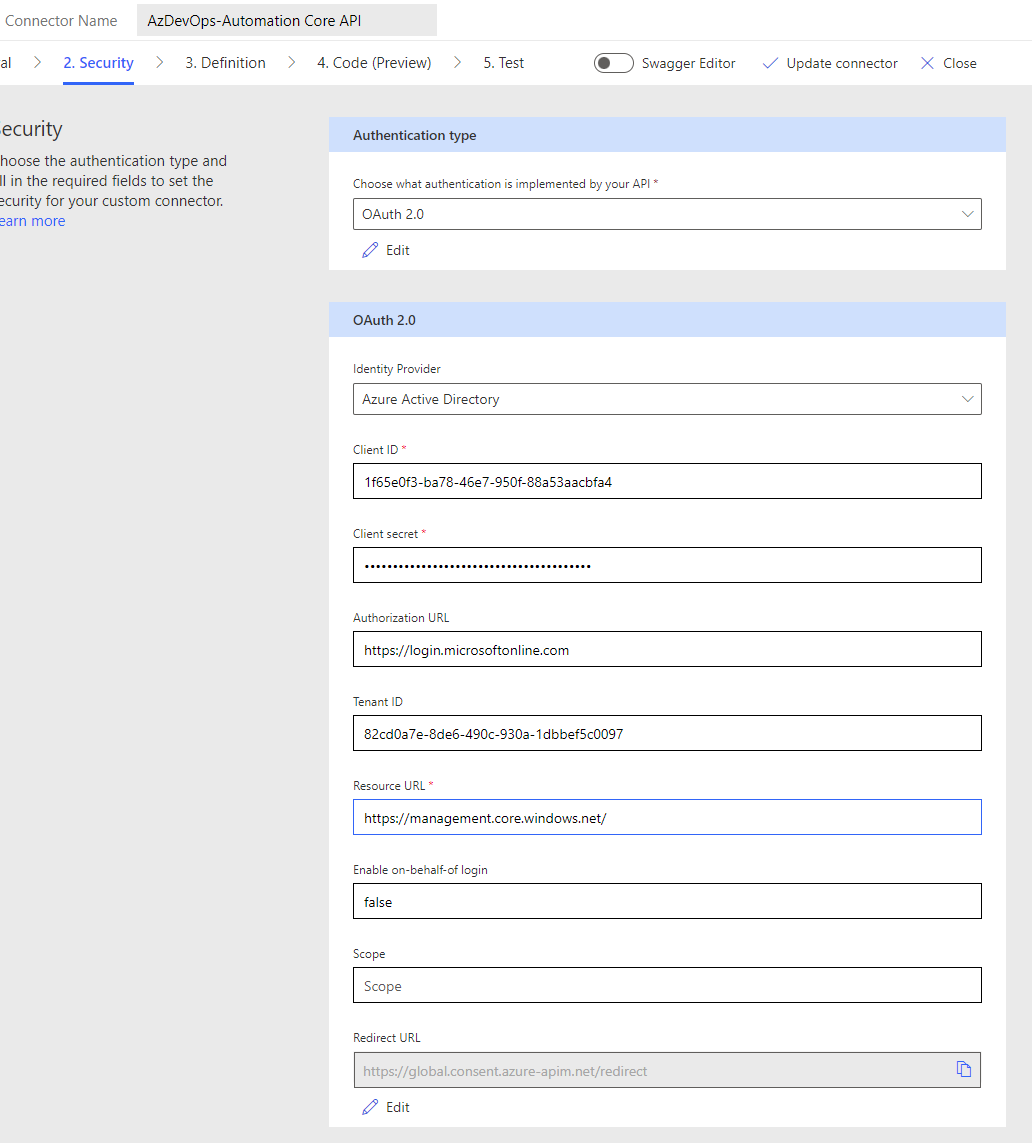 Connector Name
AzDevOps-Automation Core API
al
2. Security
3. Definition
4. Code (Preview)
5. Test
Swagger Editor
Update connector
Close
ecurity
hoose the authentication type and
ll in the required fields to set the
ecurity for your custom connector.
earn more
Authentication type
Choose what authentication is implemented by your API *
OAuth 2.0
Edit
OAuth 2.0
Identity Provider
Azure Active Directory
Client ID *
1f65e0f3-ba78-46e7-950f-88a53aacbfa4
Client secret *
••••••••••••••••••••••••••••••••••••••••
Authorization URL
https://login.microsoftonline.com
Tenant ID
82cd0a7e-8de6-490c-930a-1dbbef5c0097
Resource URL *
https://management.core.windows.net/
Enable on-behalf-of login
false
Scope
Scope
Redirect URL
https://global.consent.azure-apim.net/redirect
Edit